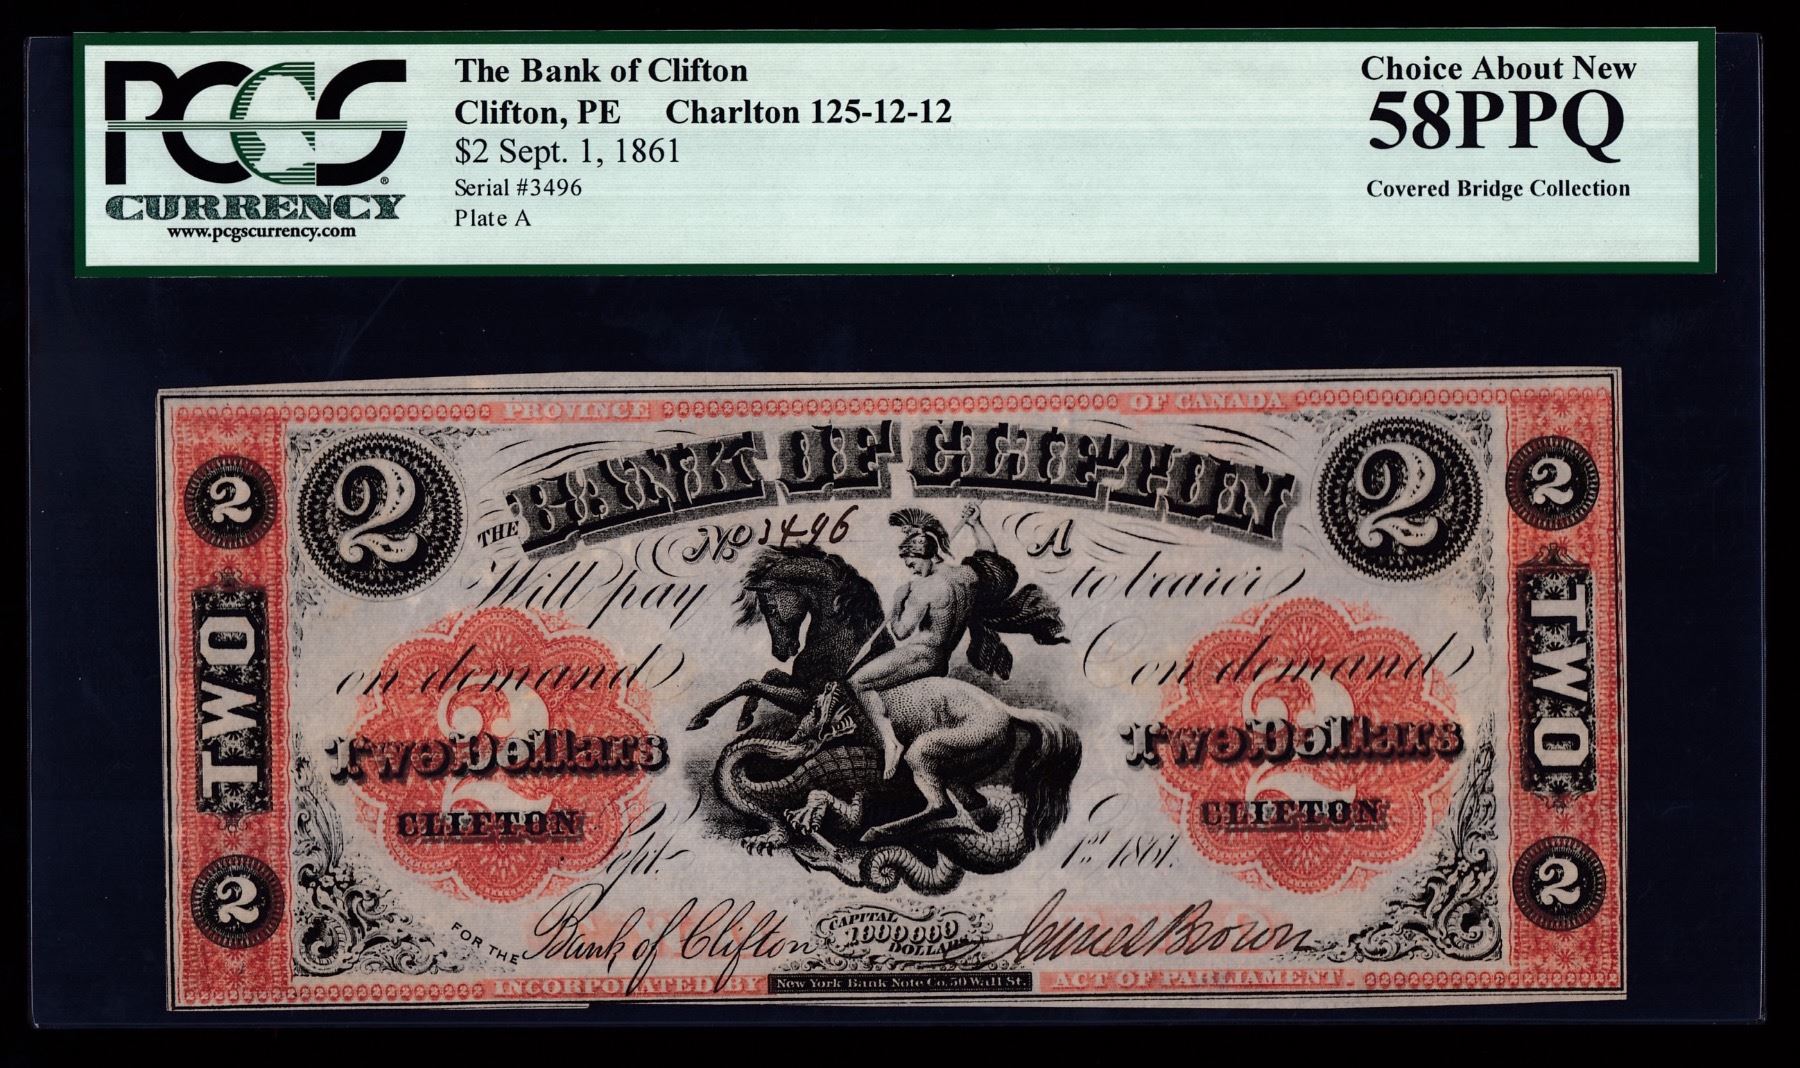 PCGS
CURRENCY
www.pcgscurrency.com
The Bank of Clifton
Clifton, PE Charlton 125-12-12
$2 Sept. 1, 1861
Serial #3496
Plate A
Choice About New
58PPQ
Covered Bridge Collection
PROVINCE OF CANADA
2 2 2 2
THE BANK OF CLIFTON
No 3496 A
Will pay to bearer
on demand on demand
TWO TWO
2 2
Two Dollars Two Dollars
CLIFTON CLIFTON
Sept. 1st. 1861.
2 2
FOR THE Bank of Clifton
CAPITAL
1000000
DOLLARS
James Brown
INCORPORATED BY New York Bank Note Co. 50 Wall St. ACT OF PARLIAMENT.